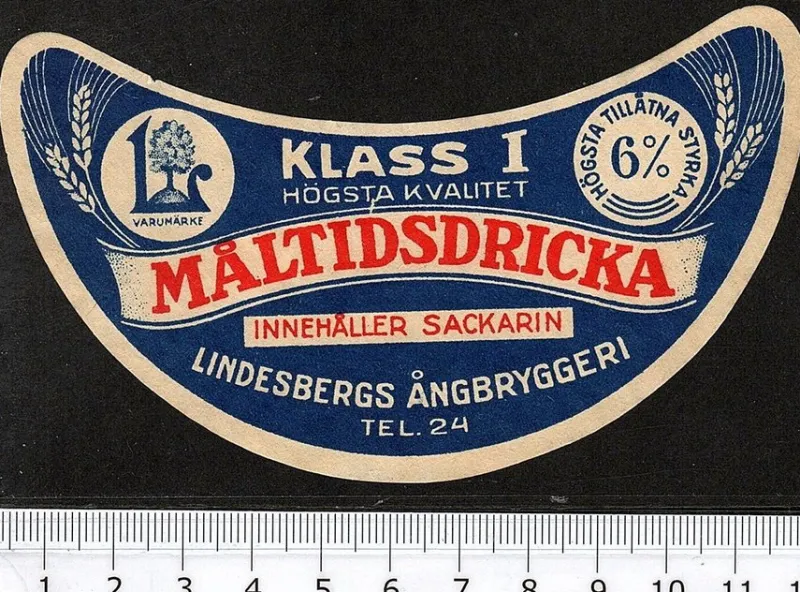 KLASS I
HÖGSTA KVALITET
Lr
VARUMÄRKE
HÖGSTA TILLÅTNA STYRKA
6%
MÅLTIDSDRICKA
INNEHÅLLER SACKARIN
LINDESBERGS ÅNGBRYGGERI
TEL. 24
1 2 3 4 5 6 7 8 9 10 11